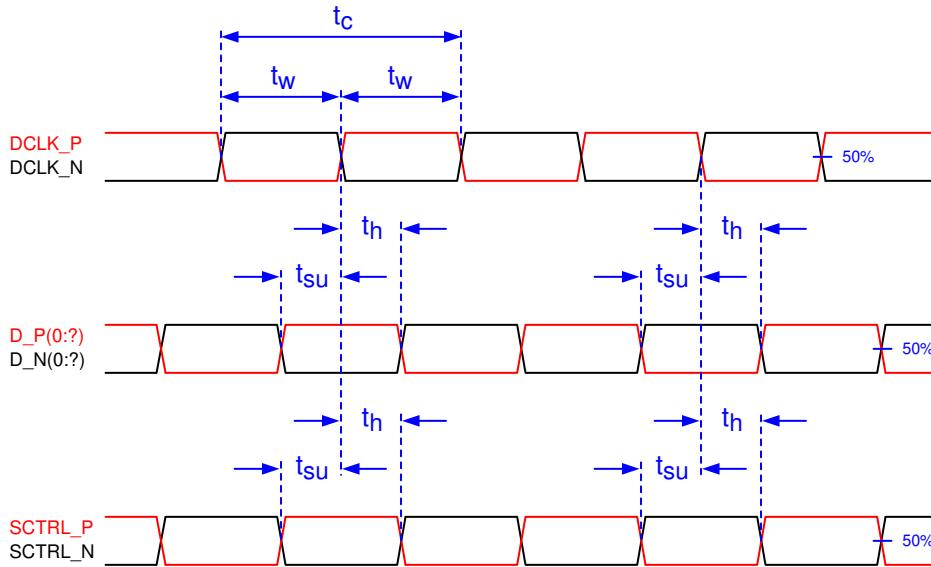 tc
tw tw
DCLK_P
DCLK_N
50%
th th
tsu tsu
D_P(0:?)
D_N(0:?)
50%
th th
tsu tsu
SCTRL_P
SCTRL_N
50%